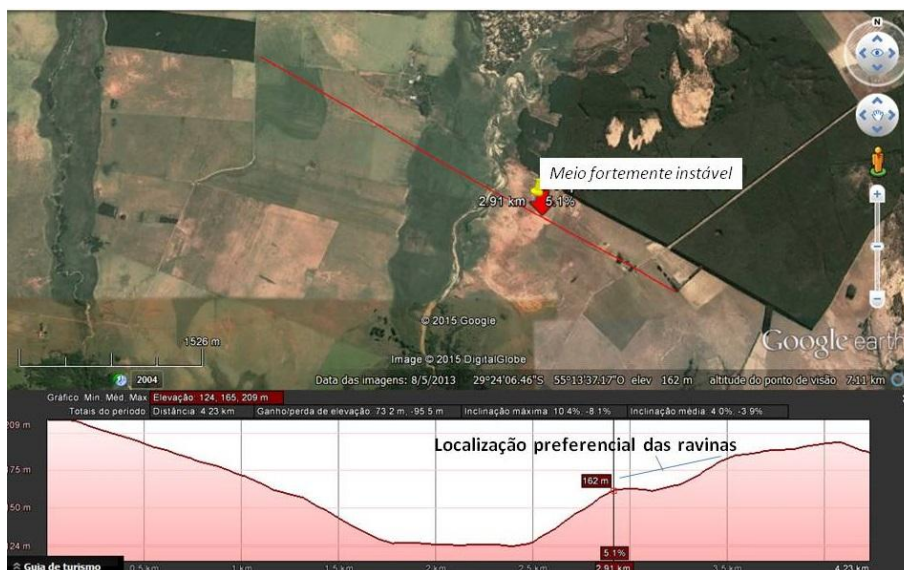 N
Meio fortemente instável
2.91 km 5.1%
© 2015 Google
1526 m
Image © 2015 DigitalGlobe
Google earth
2004
Data das imagens: 8/5/2013 29°24'06.46"S 55°13'37.17"O elev 162 m altitude do ponto de visão 7.11 km
Gráfico Min, Méd, Max Elevação: 124, 165, 209 m
Totais do período Distância: 4.23 km Ganho/perda de elevação: 73.2 m, -95.5 m Inclinação máxima: 10.4%, -8.1% Inclinação média: 4.0%, -3.9%
209 m
Localização preferencial das ravinas
175 m
162 m
150 m
124 m
5.1%
Guia de turismo 0.5 km 1 km 1.5 km 2 km 2.5 km 2.91 km 3.5 km 4.23 km